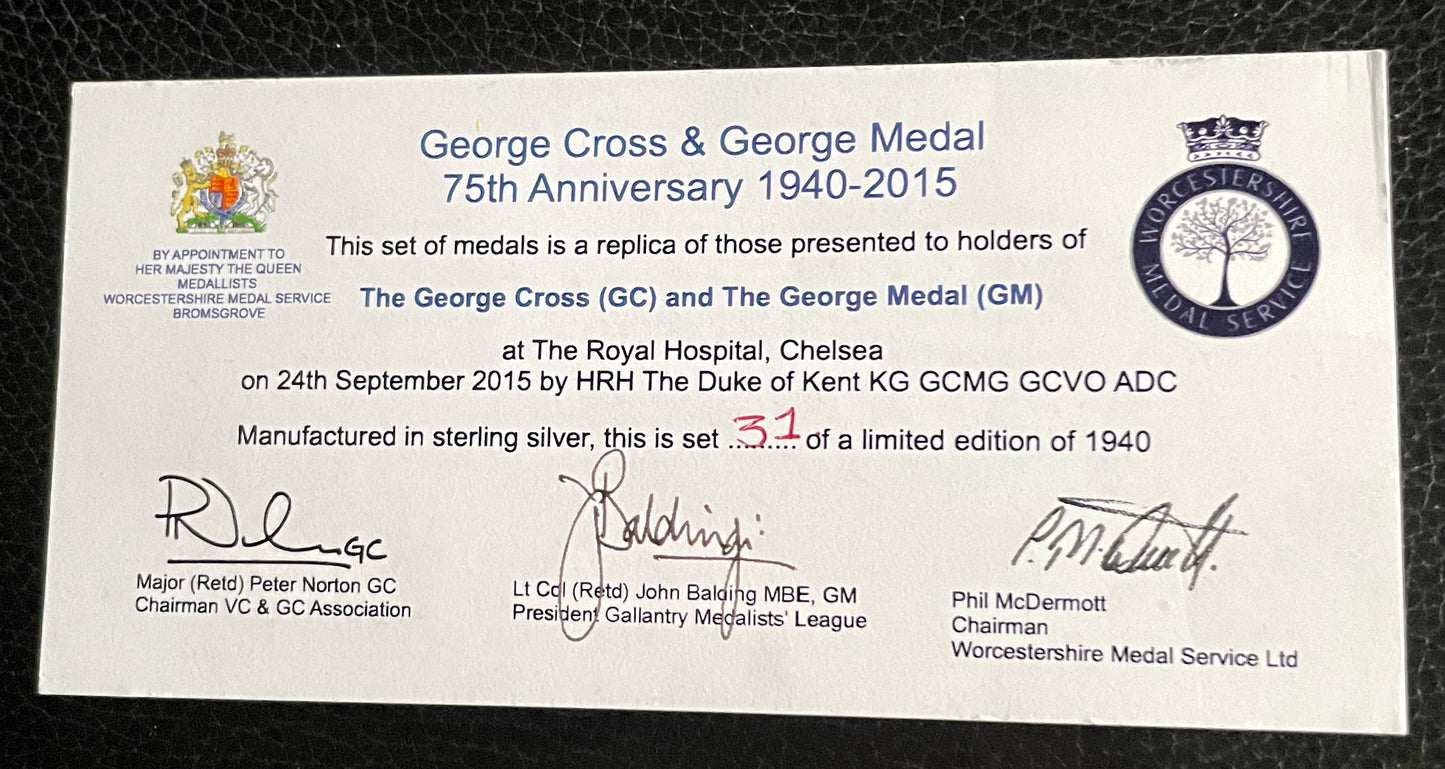 George Cross & George Medal
75th Anniversary 1940-2015
BY APPOINTMENT TO
HER MAJESTY THE QUEEN
MEDALLISTS
WORCESTERSHIRE MEDAL SERVICE
BROMSGROVE
WORCESTERSHIRE
MEDAL SERVICE
This set of medals is a replica of those presented to holders of
The George Cross (GC) and The George Medal (GM)
at The Royal Hospital, Chelsea
on 24th September 2015 by HRH The Duke of Kent KG GCMG GCVO ADC
Manufactured in sterling silver, this is set 31 of a limited edition of 1940
GC
JBalding
Major (Retd) Peter Norton GC
Chairman VC & GC Association
Lt Col (Retd) John Balding MBE, GM
President Gallantry Medalists' League
Phil McDermott
Chairman
Worcestershire Medal Service Ltd